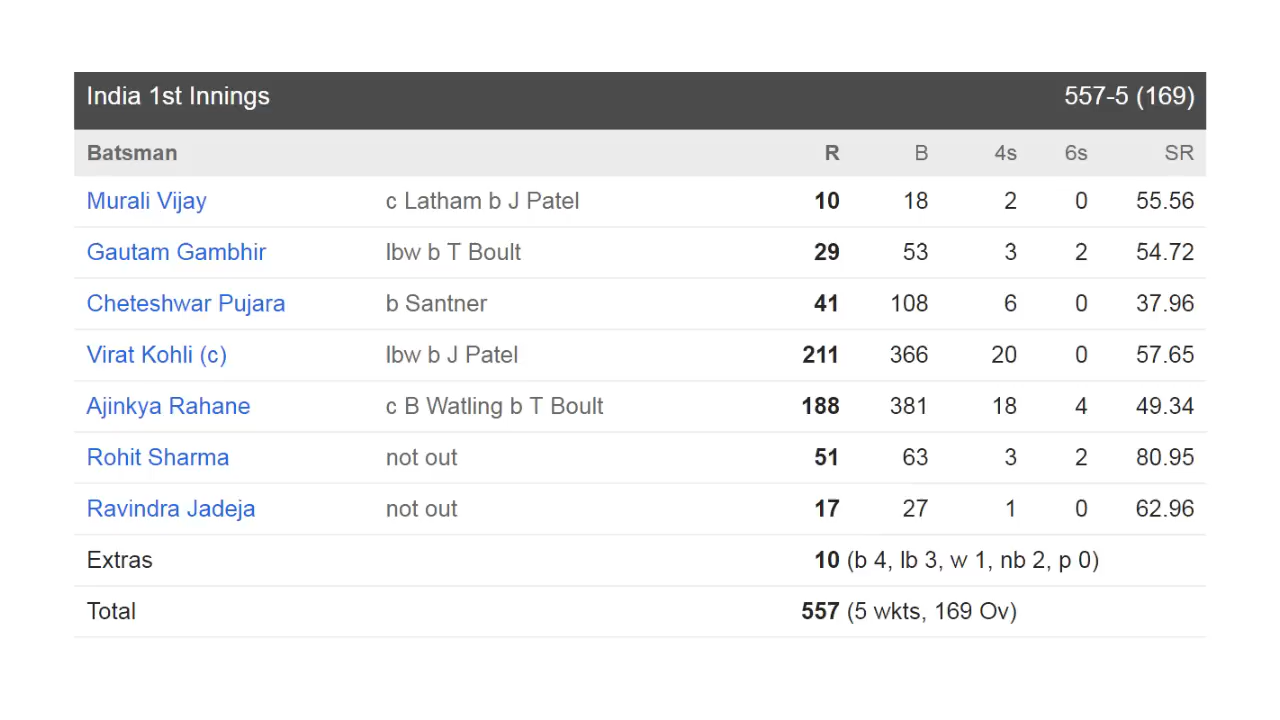 India 1st Innings 557-5 (169)
Batsman R B 4s 6s SR
Murali Vijay c Latham b J Patel 10 18 2 0 55.56
Gautam Gambhir lbw b T Boult 29 53 3 2 54.72
Cheteshwar Pujara b Santner 41 108 6 0 37.96
Virat Kohli (c) lbw b J Patel 211 366 20 0 57.65
Ajinkya Rahane c B Watling b T Boult 188 381 18 4 49.34
Rohit Sharma not out 51 63 3 2 80.95
Ravindra Jadeja not out 17 27 1 0 62.96
Extras 10 (b 4, lb 3, w 1, nb 2, p 0)
Total 557 (5 wkts, 169 Ov)